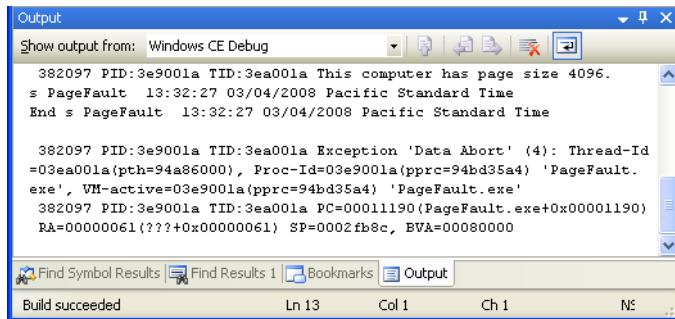 Output
Show output from: Windows CE Debug
382097 PID:3e9001a TID:3ea001a This computer has page size 4096.
s PageFault 13:32:27 03/04/2008 Pacific Standard Time
End s PageFault 13:32:27 03/04/2008 Pacific Standard Time
382097 PID:3e9001a TID:3ea001a Exception 'Data Abort' (4): Thread-Id
=03ea001a(pth=94a86000), Proc-Id=03e9001a(pprc=94bd35a4) 'PageFault.
exe', VM-active=03e9001a(pprc=94bd35a4) 'PageFault.exe'
382097 PID:3e9001a TID:3ea001a PC=00011190(PageFault.exe+0x00001190)
RA=00000061(???+0x00000061) SP=0002fb8c, BVA=00080000
Find Symbol Results Find Results 1 Bookmarks Output
Build succeeded Ln 13 Col 1 Ch 1